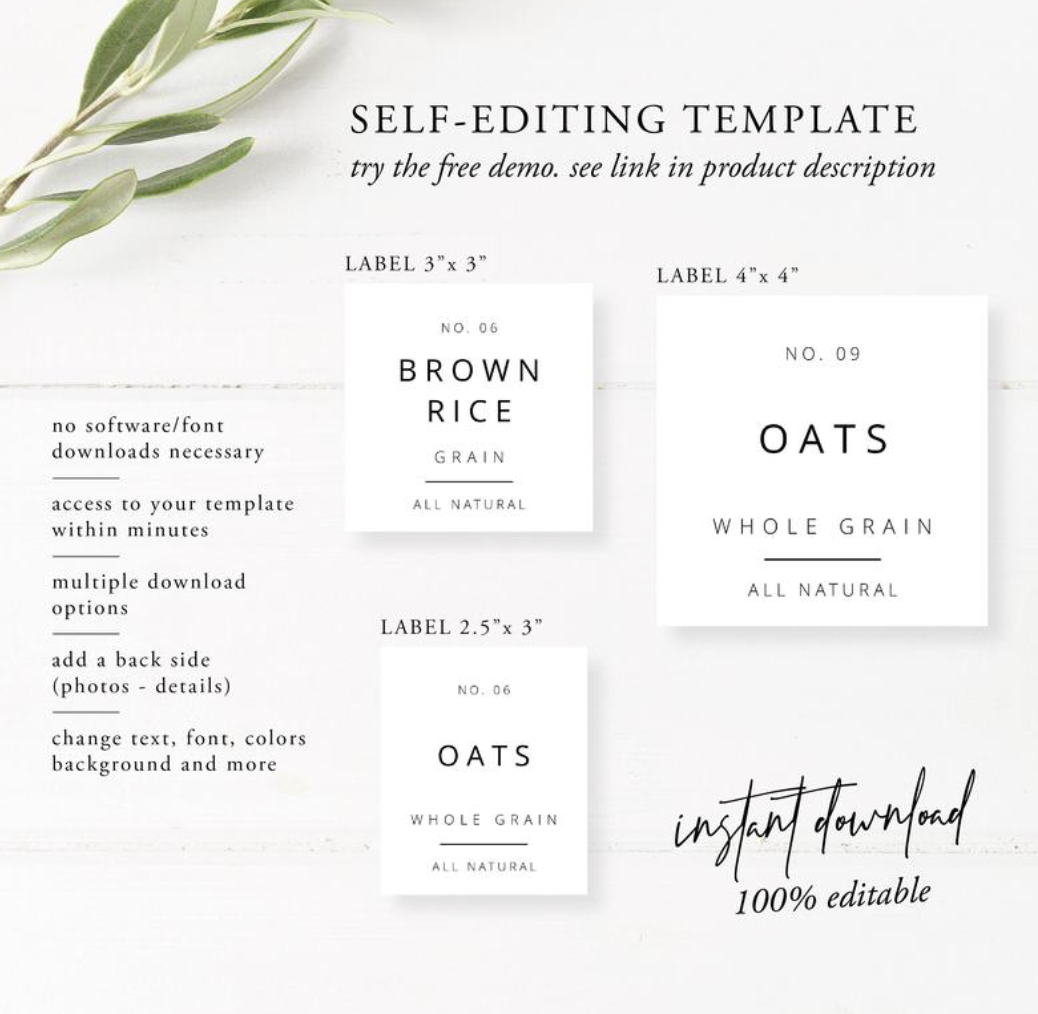 SELF-EDITING TEMPLATE
try the free demo. see link in product description
LABEL 3”x 3”
NO. 06
BROWN
RICE
GRAIN
ALL NATURAL
LABEL 4”x 4”
NO. 09
OATS
WHOLE GRAIN
ALL NATURAL
no software/font
downloads necessary
access to your template
within minutes
multiple download
options
add a back side
(photos - details)
change text, font, colors
background and more
LABEL 2.5”x 3”
NO. 06
OATS
WHOLE GRAIN
ALL NATURAL
instant download
100% editable